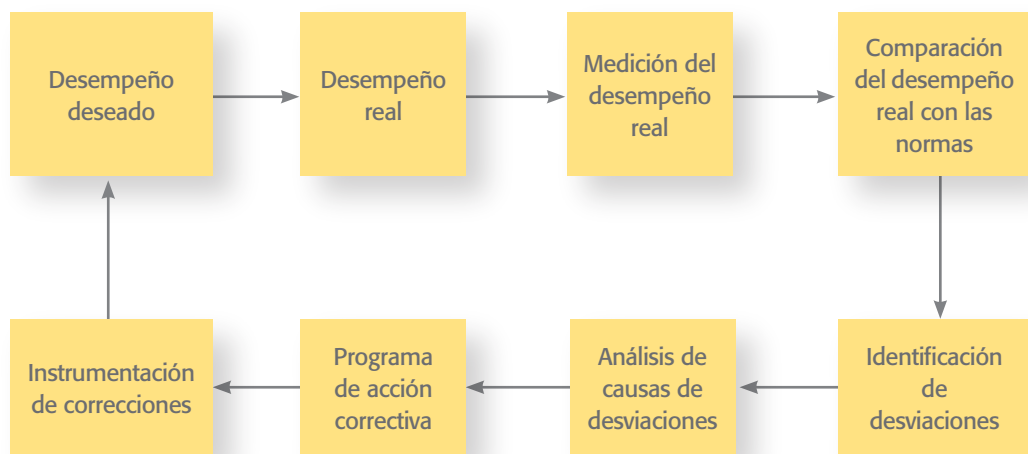 Desempeño
deseado
Desempeño
real
Medición del
desempeño
real
Comparación
del desempeño
real con las
normas
Instrumentación
de correcciones
Programa
de acción
correctiva
Análisis de
causas de
desviaciones
Identificación
de
desviaciones